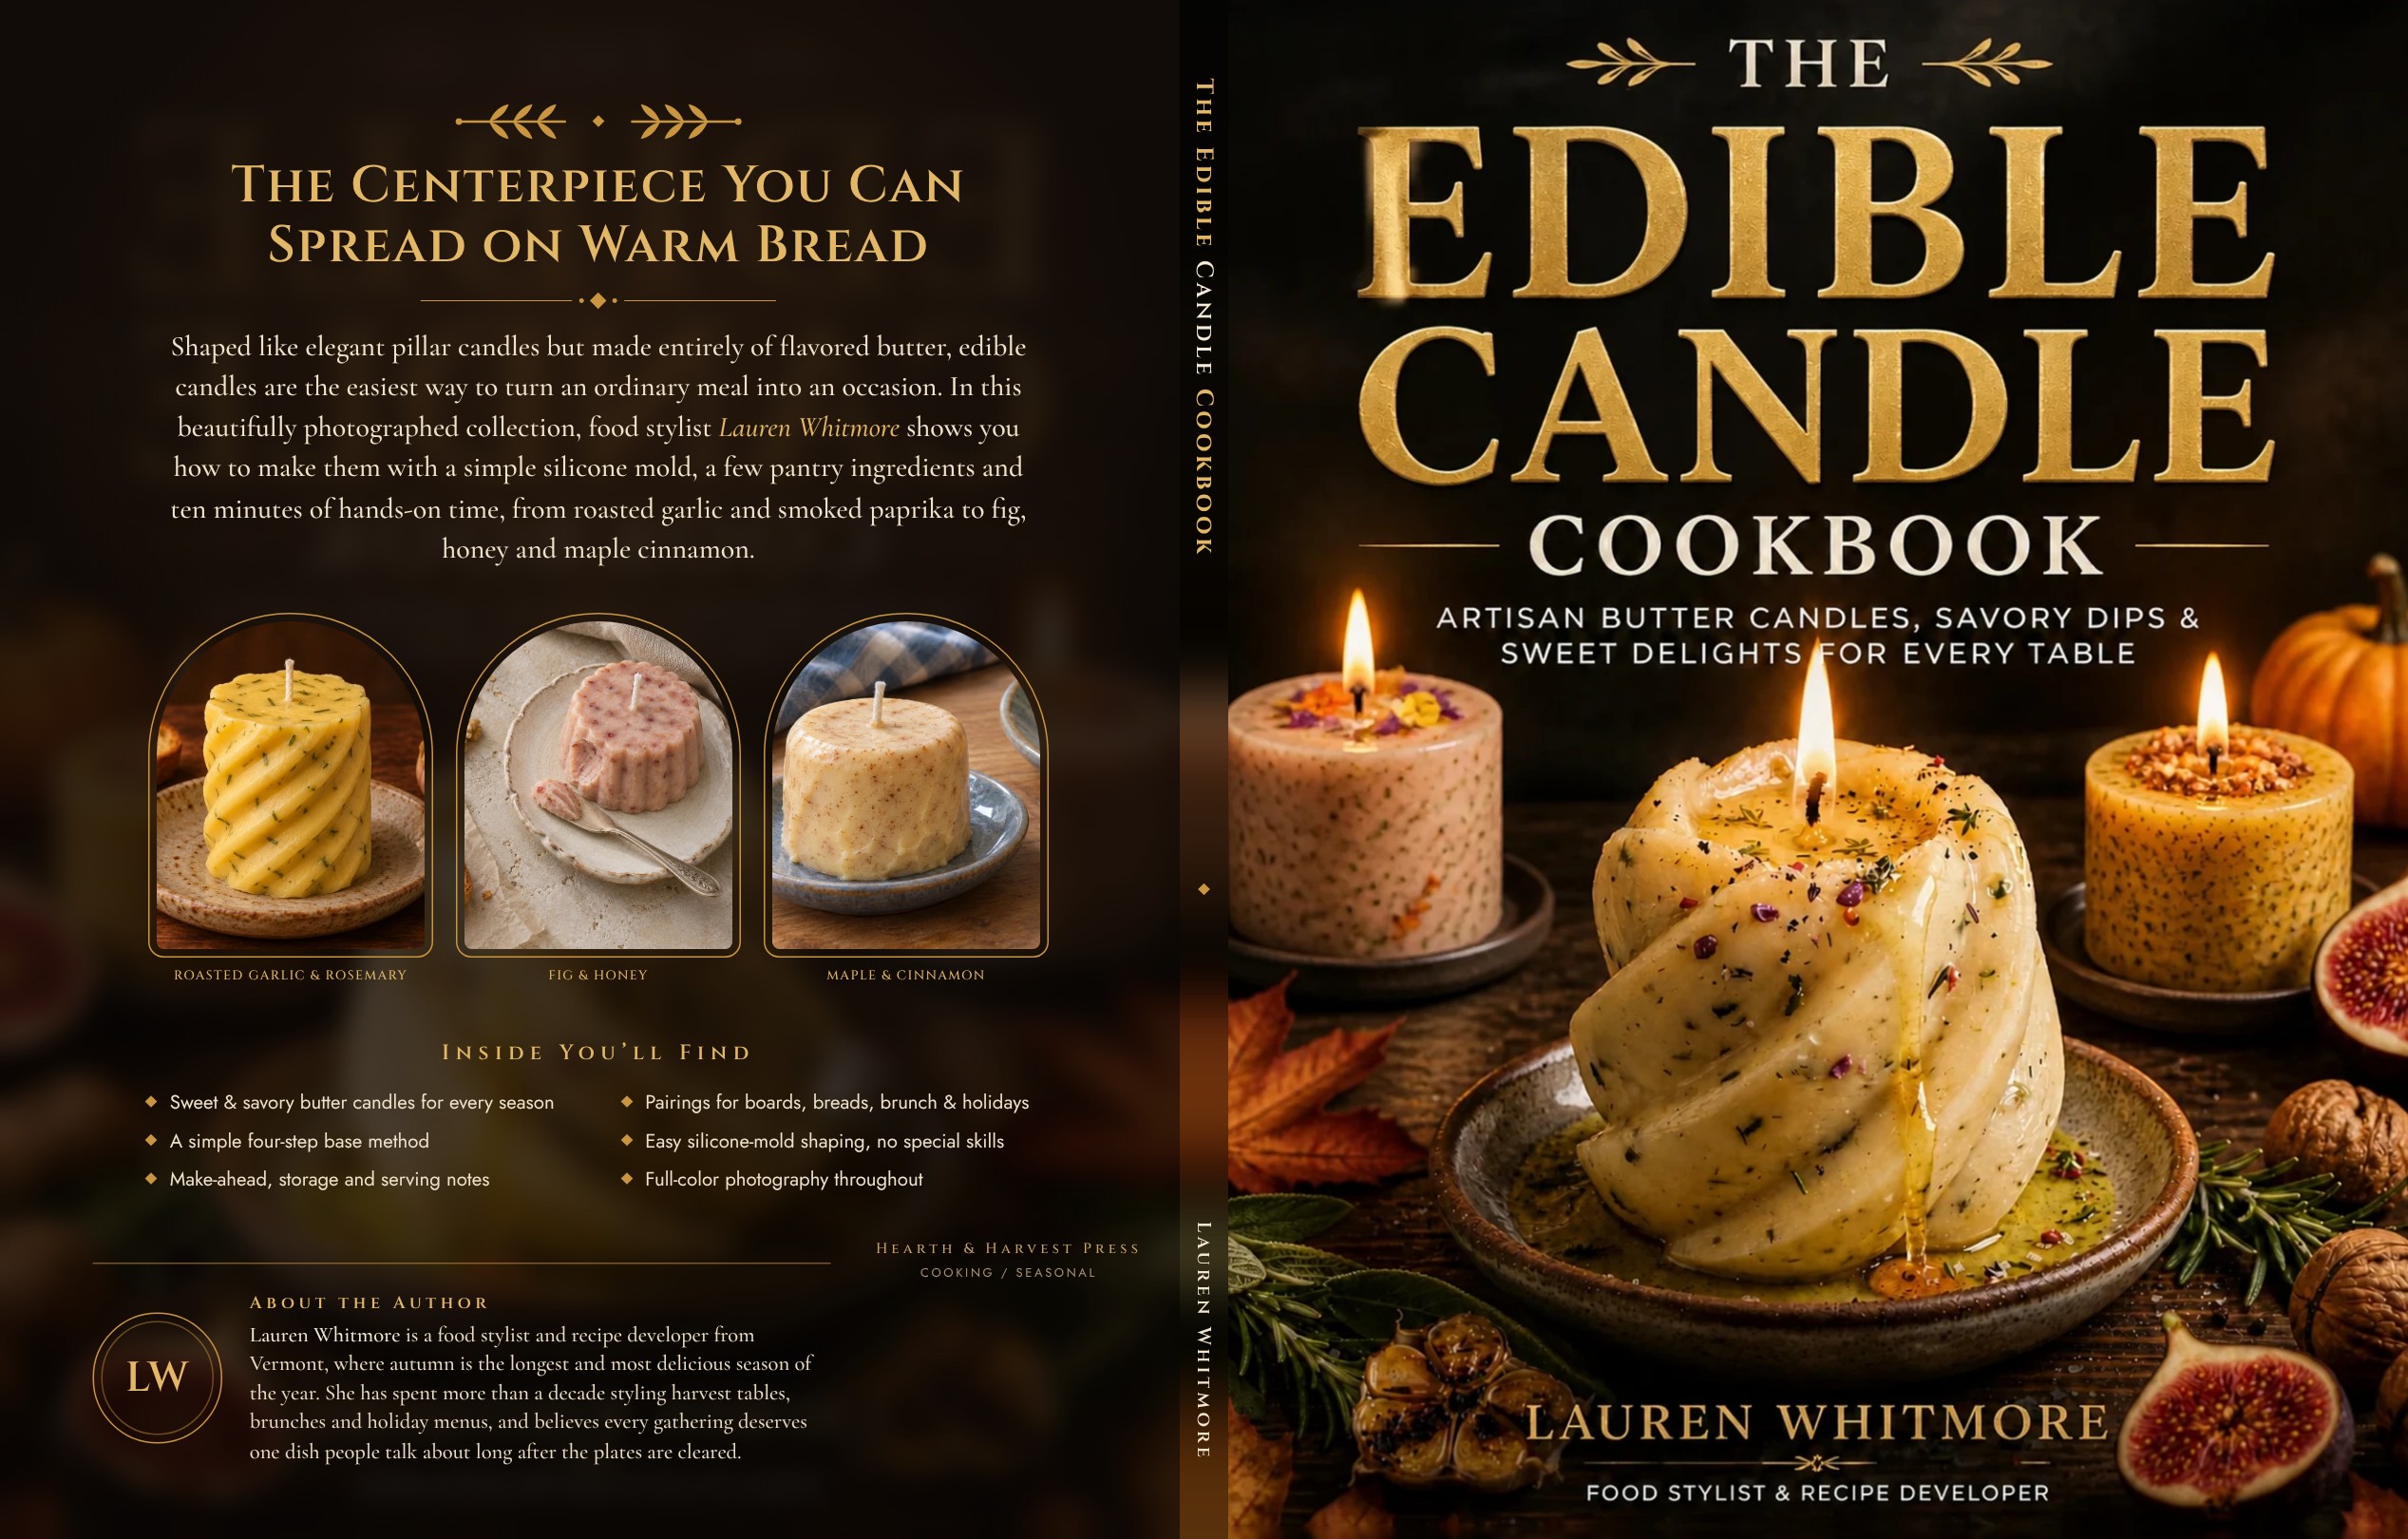 The Centerpiece You Can
Spread on Warm Bread
Shaped like elegant pillar candles but made entirely of flavored butter, edible
candles are the easiest way to turn an ordinary meal into an occasion. In this
beautifully photographed collection, food stylist Lauren Whitmore shows you
how to make them with a simple silicone mold, a few pantry ingredients and
ten minutes of hands-on time, from roasted garlic and smoked paprika to fig,
honey and maple cinnamon.
ROASTED GARLIC & ROSEMARY
FIG & HONEY
MAPLE & CINNAMON
Inside You’ll Find
Sweet & savory butter candles for every season
A simple four-step base method
Make-ahead, storage and serving notes
Pairings for boards, breads, brunch & holidays
Easy silicone-mold shaping, no special skills
Full-color photography throughout
Hearth & Harvest Press
COOKING / SEASONAL
About the Author
Lauren Whitmore is a food stylist and recipe developer from
Vermont, where autumn is the longest and most delicious season of
the year. She has spent more than a decade styling harvest tables,
brunches and holiday menus, and believes every gathering deserves
one dish people talk about long after the plates are cleared.
LW
The Edible Candle Cookbook
Lauren Whitmore
THE
EDIBLE
CANDLE
COOKBOOK
ARTISAN BUTTER CANDLES, SAVORY DIPS &
SWEET DELIGHTS FOR EVERY TABLE
LAUREN WHITMORE
FOOD STYLIST & RECIPE DEVELOPER